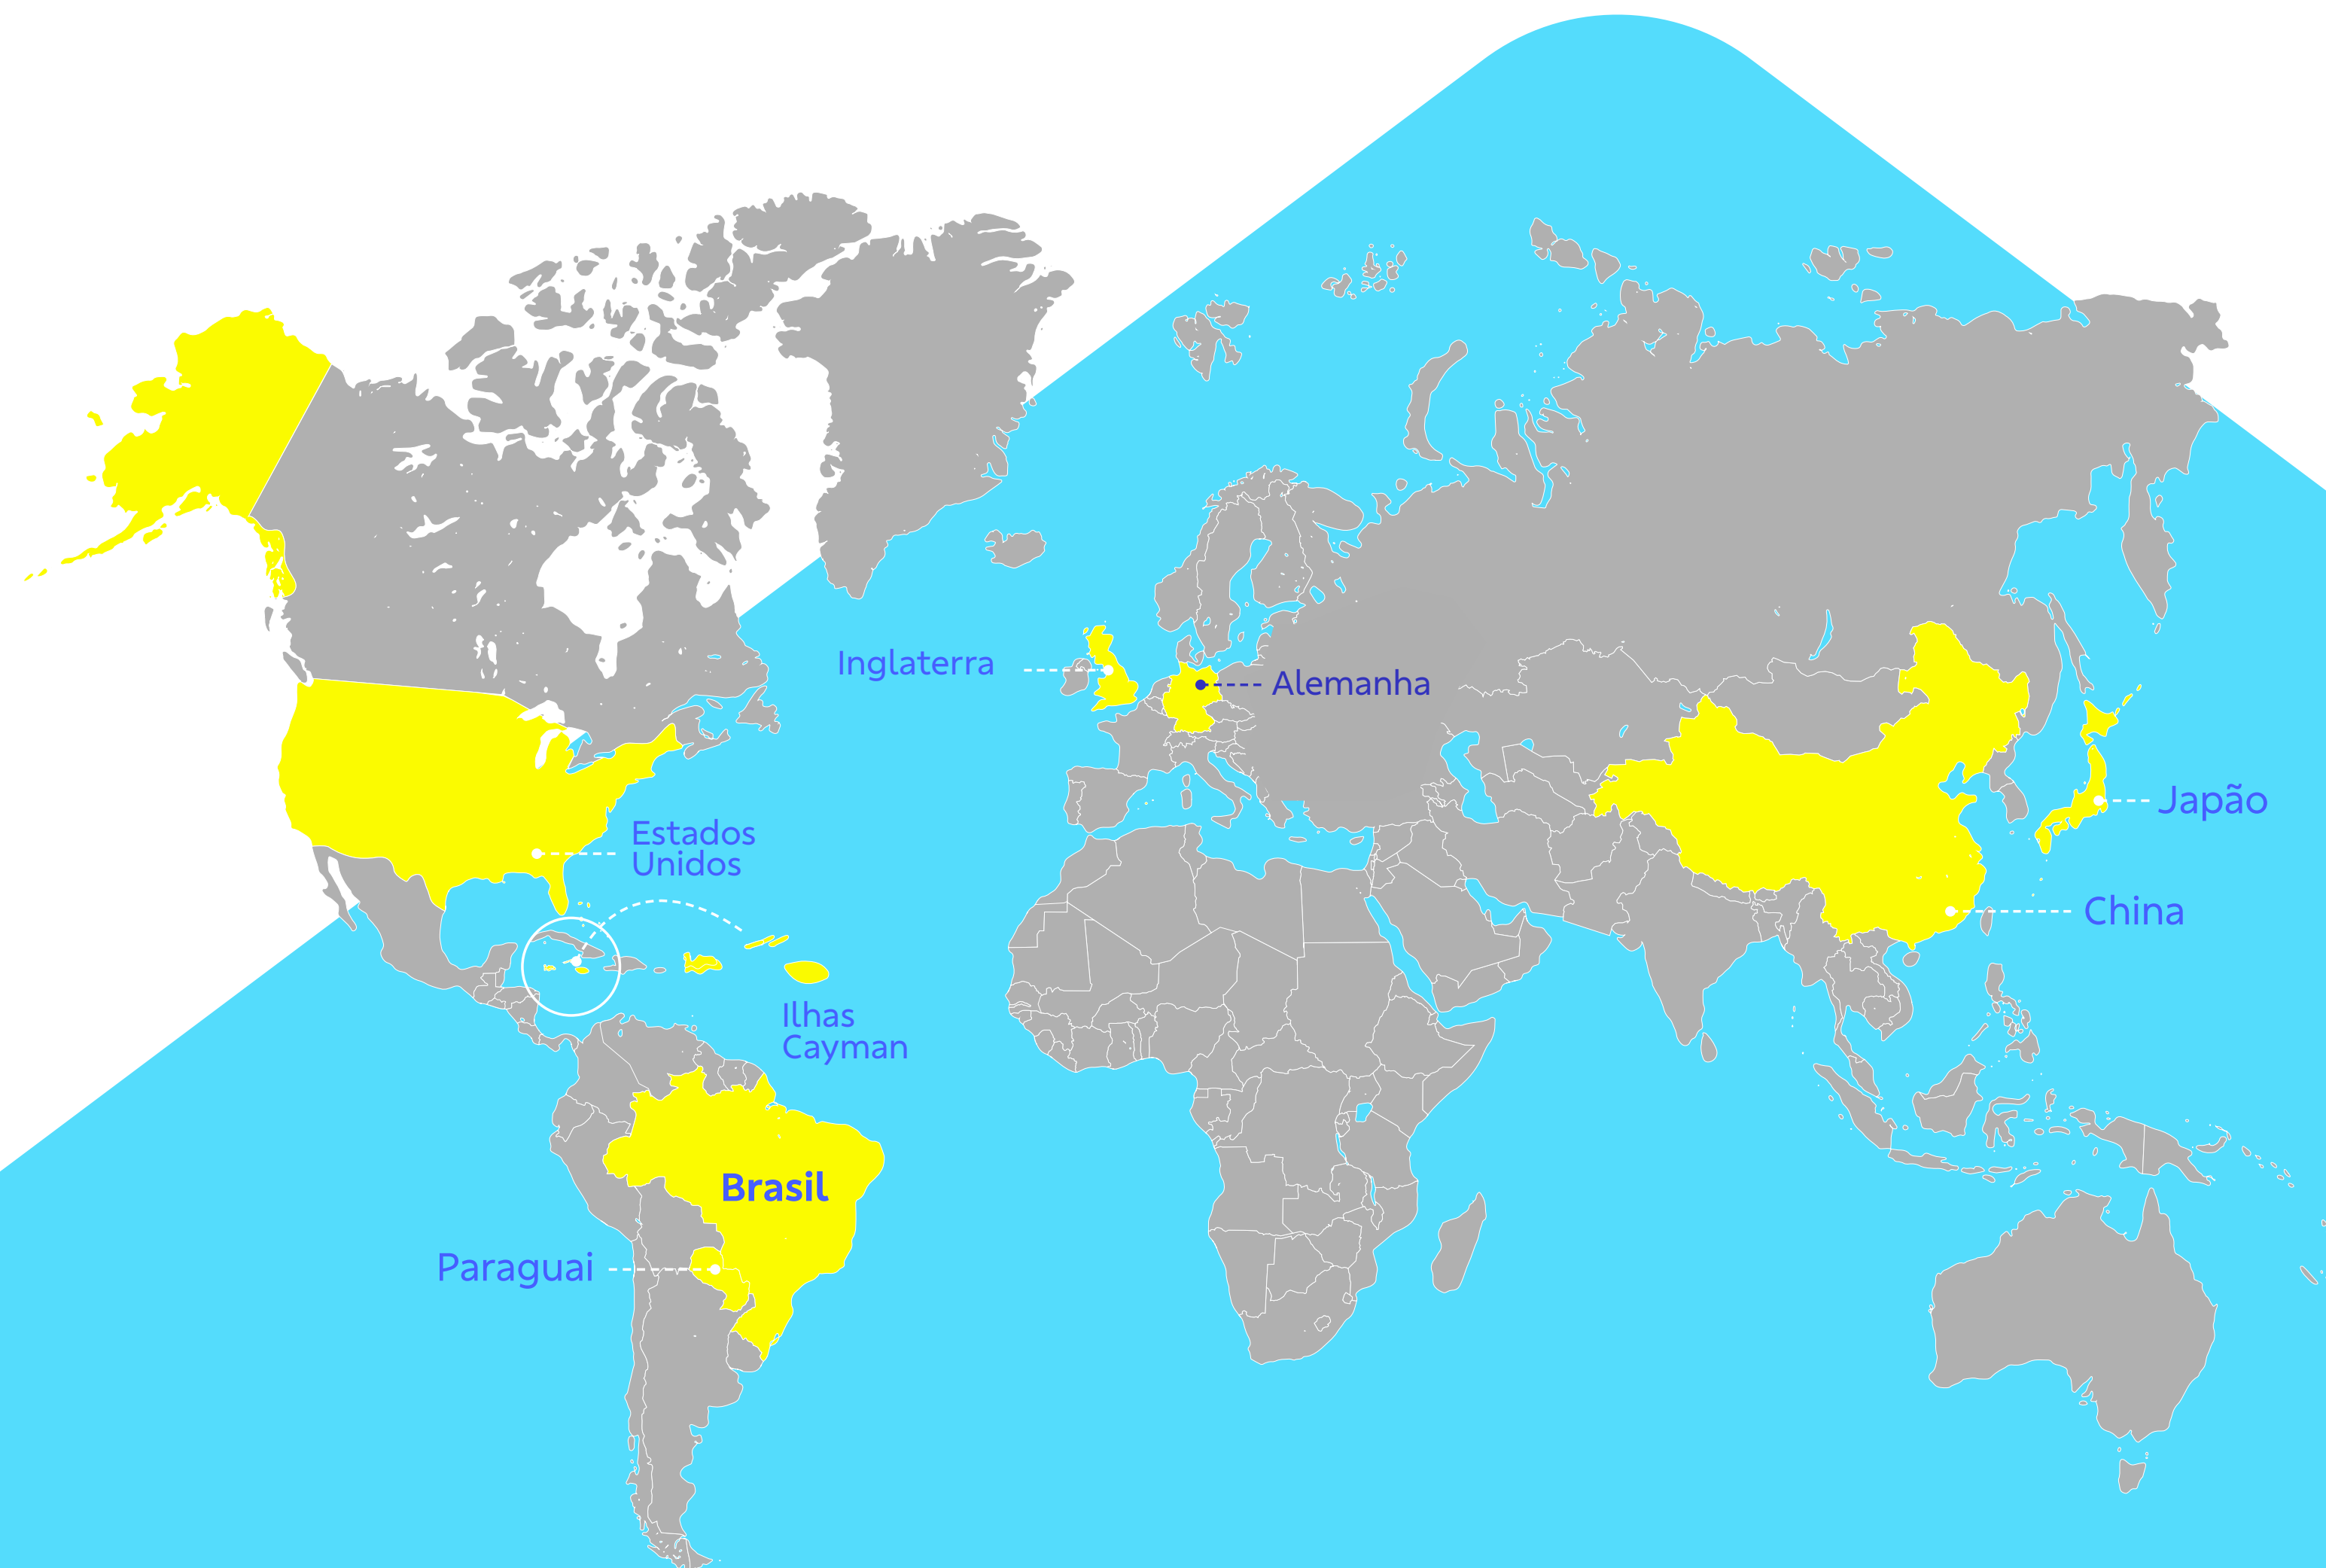 Inglaterra
Alemanha
Estados
Unidos
Japão
China
Ilhas
Cayman
Brasil
Paraguai